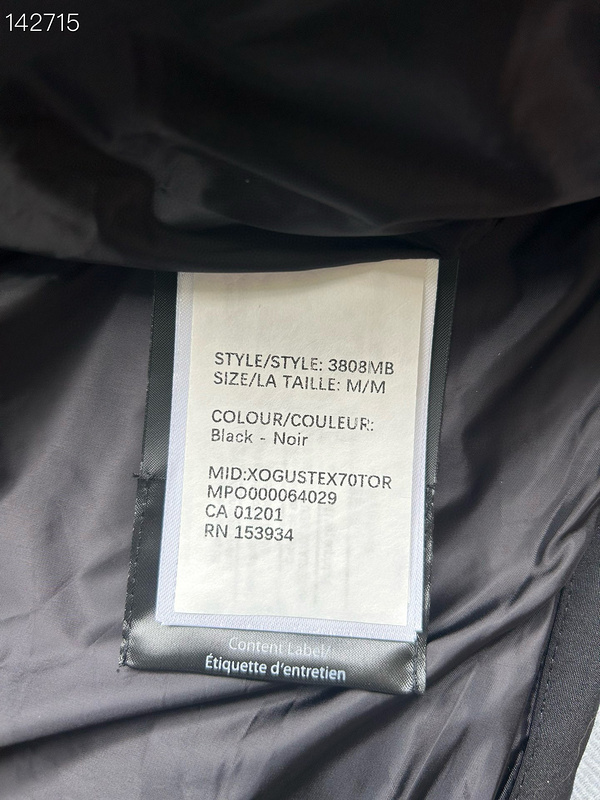 142715
STYLE/STYLE: 3808MB
SIZE/LA TAILLE: M/M
COLOUR/COULEUR:
Black - Noir
MID:XOGUSTEX70TOR
MPO000064029
CA 01201
RN 153934
Content Label/
Étiquette d'entretien